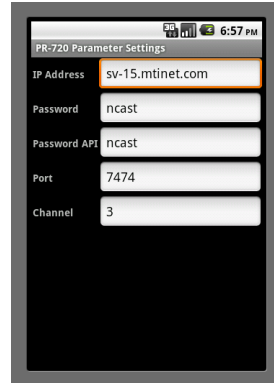 6:57 PM
PR-720 Parameter Settings
IP Address sv-15.mtinet.com
Password ncast
Password API ncast
Port 7474
Channel 3